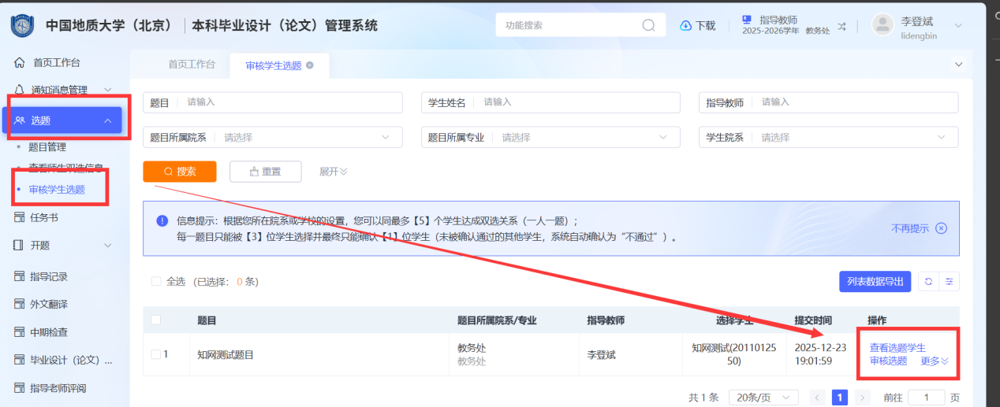 中国地质大学（北京） 本科毕业设计（论文）管理系统
功能搜索
下载
指导教师
2025-2026学年 教务处
李登斌
lidengbin
首页工作台
通知消息管理
选题
题目管理
查看师生双选信息
审核学生选题
任务书
开题
指导记录
外文翻译
中期检查
毕业设计（论文）...
指导老师评阅
首页工作台 审核学生选题
题目 请输入 学生姓名 请输入 指导教师 请输入
题目所属院系 请选择 题目所属专业 请选择 学生院系 请选择
搜索 重置 展开
信息提示：根据您所在院系或学校的设置，您可以同最多【5】个学生达成双选关系（一人一题）；
每一题目只能被【3】位学生选择并最终只能确认【1】位学生（未被确认通过的其他学生，系统自动确认为“不通过”）。
不再提示
全选 （已选择： 0 条） 列表数据导出
题目 题目所属院系/专业 指导教师 选择学生 提交时间 操作
1 知网测试题目 教务处 李登斌 知网测试(20110125 2025-12-23 查看选题学生
教务处 50) 19:01:59 审核选题 更多
共 1 条 20条/页 1 前往 1 页